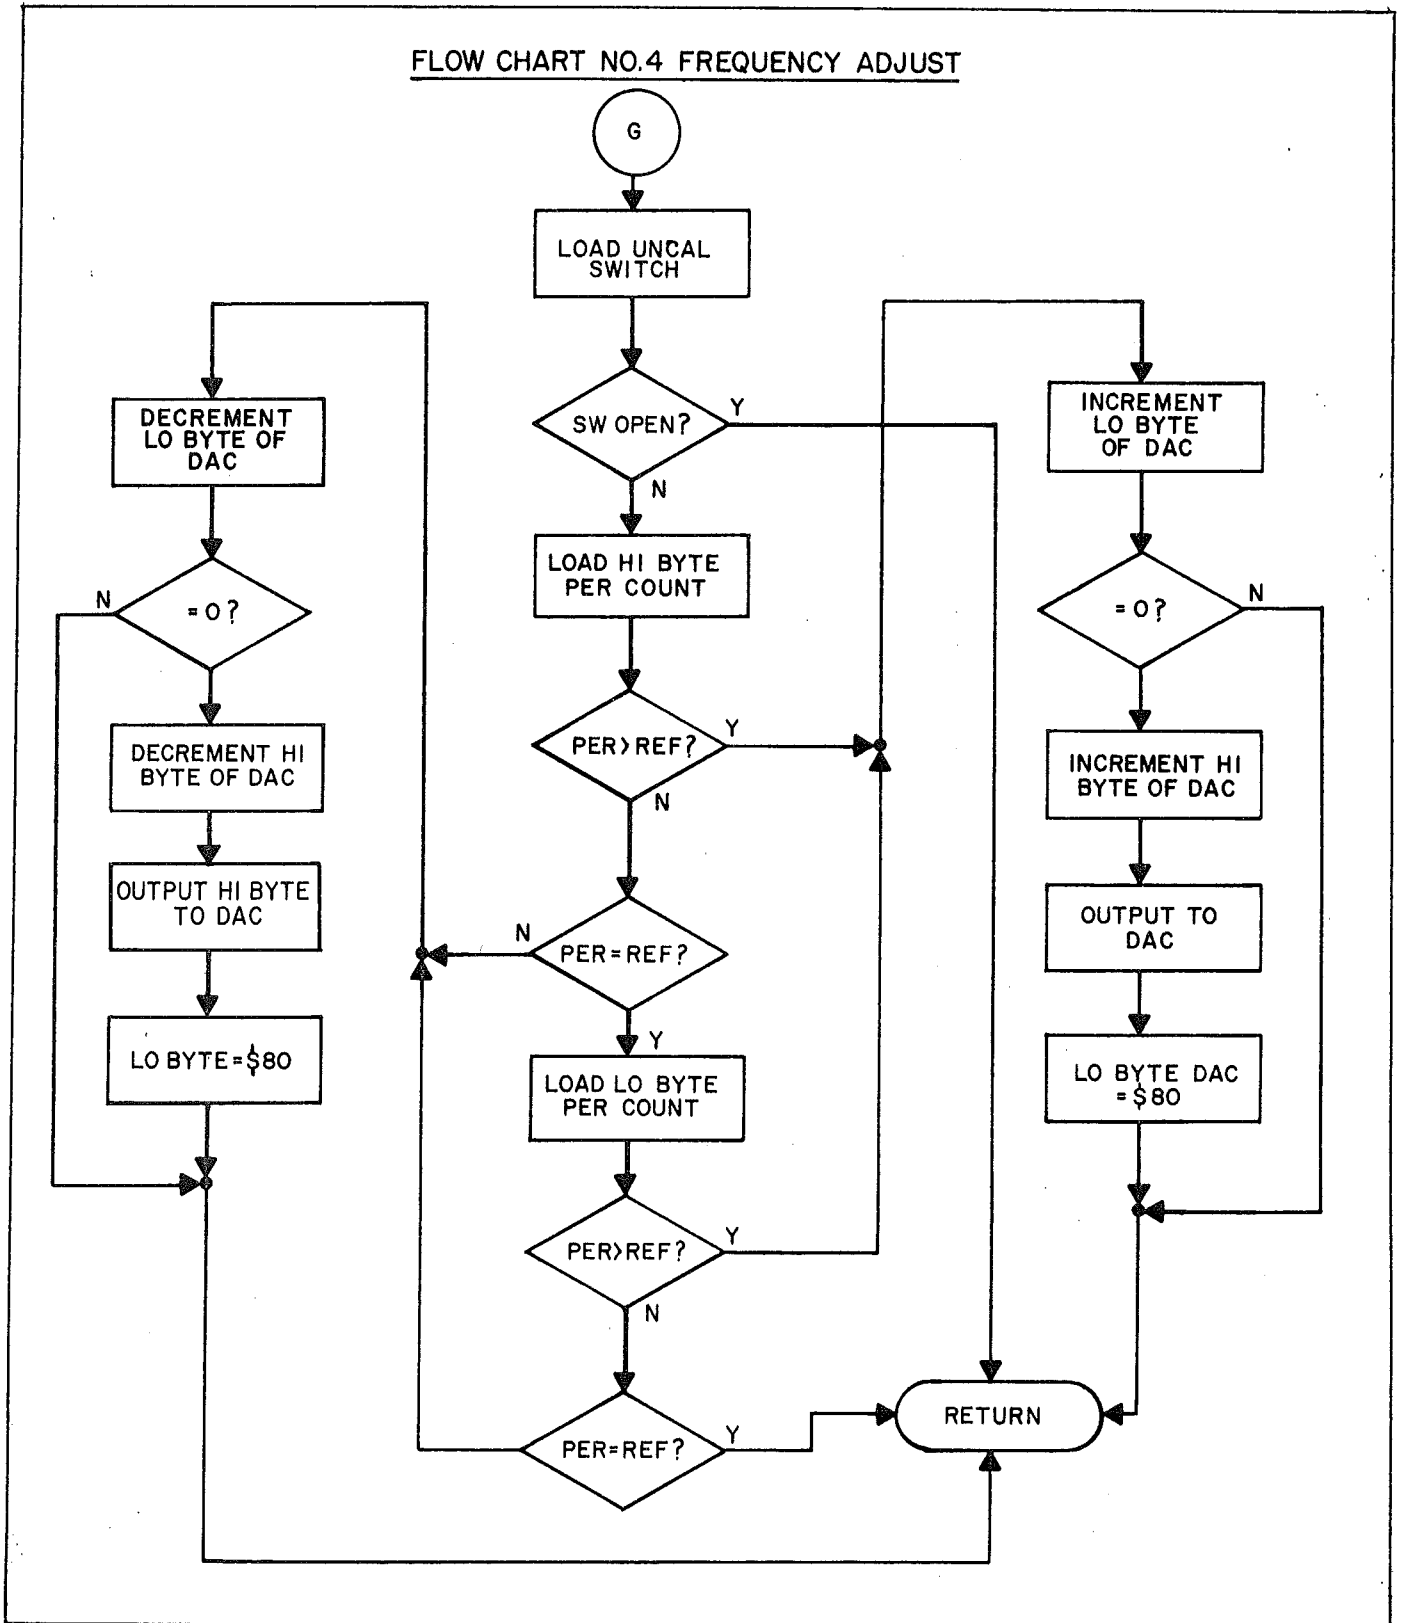 FLOW CHART NO.4 FREQUENCY ADJUST
G
LOAD UNCAL
SWITCH
SW OPEN?
Y
N
LOAD HI BYTE
PER COUNT
PER>REF?
Y
N
PER=REF?
N
Y
LOAD LO BYTE
PER COUNT
PER>REF?
Y
N
PER=REF?
Y
RETURN
DECREMENT
LO BYTE OF
DAC
= 0?
N
DECREMENT HI
BYTE OF DAC
OUTPUT HI BYTE
TO DAC
LO BYTE=$80
INCREMENT
LO BYTE
OF DAC
= 0?
N
INCREMENT HI
BYTE OF DAC
OUTPUT TO
DAC
LO BYTE DAC
=$80